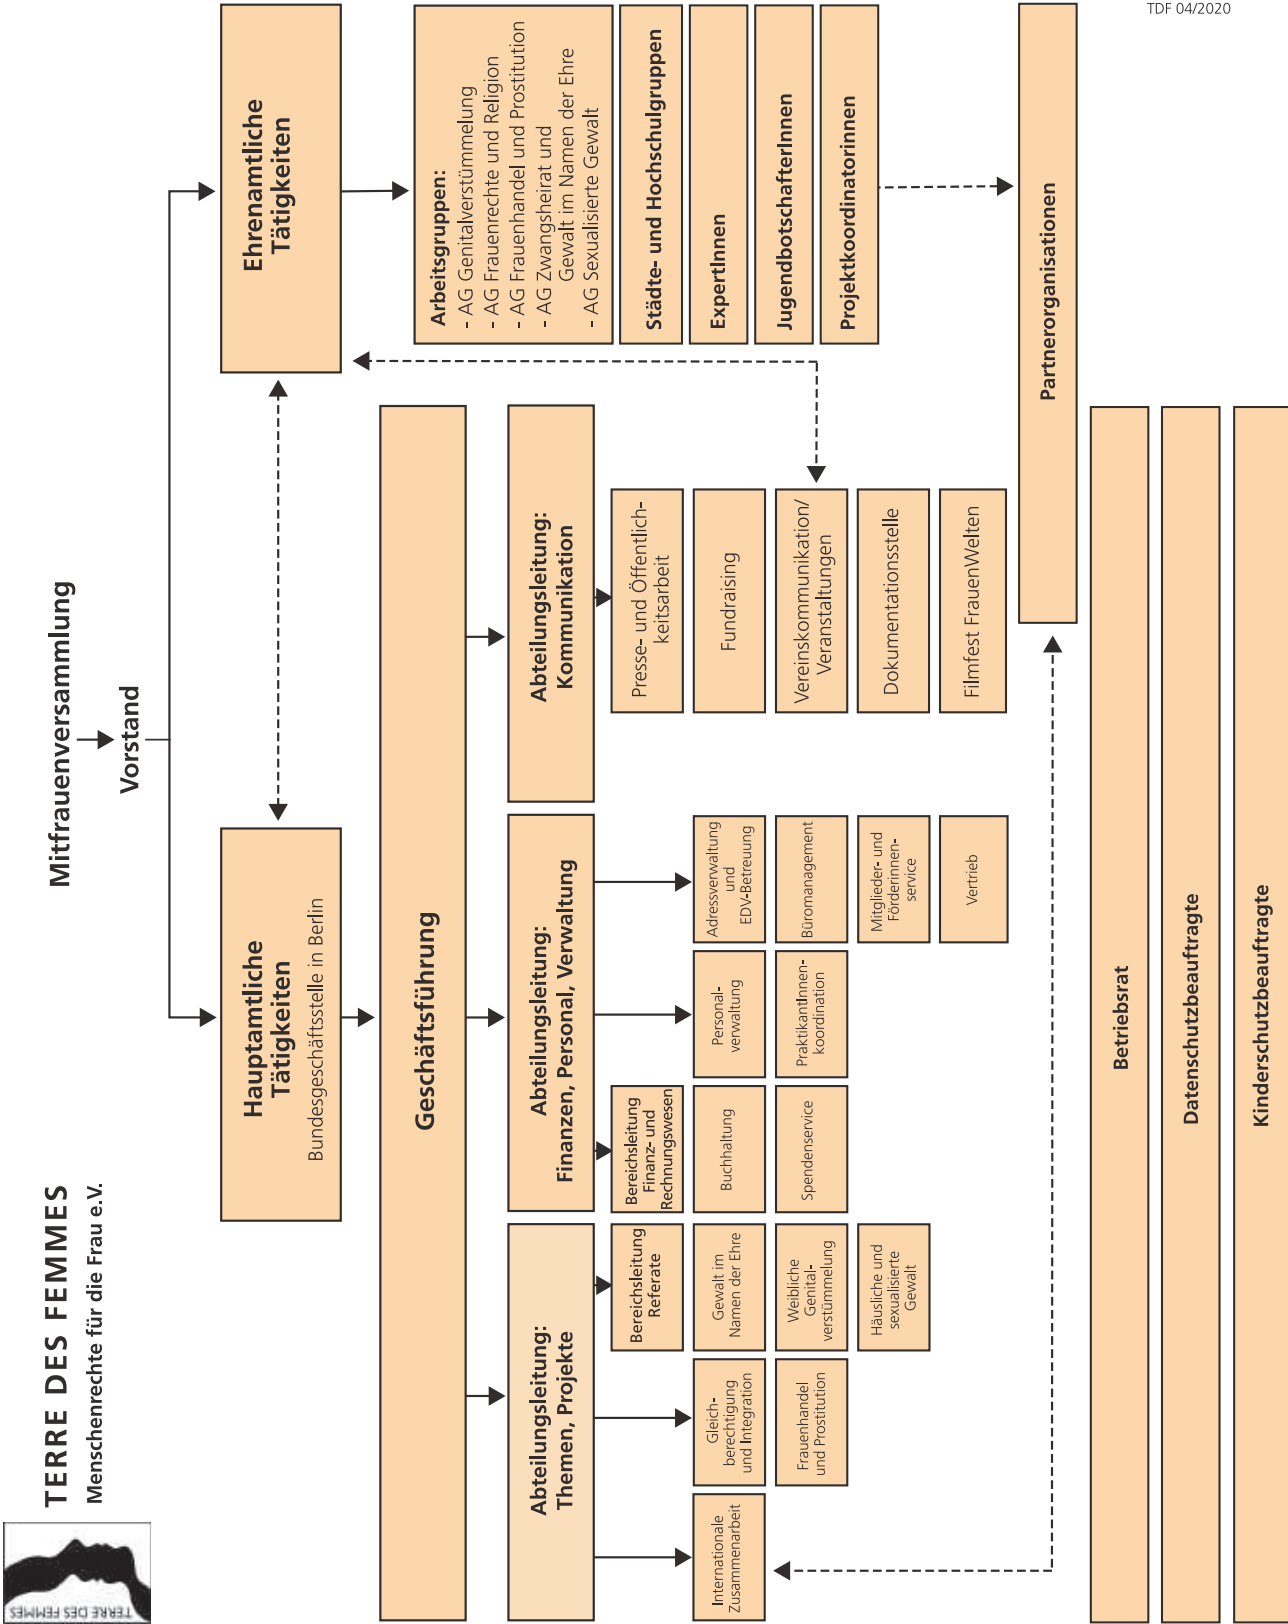 TERRE DES FEMMES
TERRE DES FEMMES
Menschenrechte für die Frau e.V.
Mitfrauenversammlung
Vorstand
Hauptamtliche
Tätigkeiten
Bundesgeschäftsstelle in Berlin
Ehrenamtliche
Tätigkeiten
Geschäftsführung
Abteilungsleitung:
Themen, Projekte
Internationale
Zusammenarbeit
Gleich-
berechtigung
und Integration
Frauenhandel
und Prostitution
Bereichsleitung
Referate
Gewalt im
Namen der Ehre
Weibliche
Genital-
verstümmelung
Häusliche und
sexualisierte
Gewalt
Abteilungsleitung:
Finanzen, Personal, Verwaltung
Bereichsleitung
Finanz- und
Rechnungswesen
Buchhaltung
Spendenservice
Personal-
verwaltung
PraktikantInnen-
koordination
Adressverwaltung
und
EDV-Betreuung
Büromanagement
Mitglieder- und
Förderinnen-
service
Vertrieb
Abteilungsleitung:
Kommunikation
Presse- und Öffentlich-
keitsarbeit
Fundraising
Vereinskommunikation/
Veranstaltungen
Dokumentationsstelle
Filmfest FrauenWelten
Arbeitsgruppen:
- AG Genitalverstümmelung
- AG Frauenrechte und Religion
- AG Frauenhandel und Prostitution
- AG Zwangsheirat und
Gewalt im Namen der Ehre
- AG Sexualisierte Gewalt
Städte- und Hochschulgruppen
ExpertInnen
JugendbotschafterInnen
Projektkoordinatorinnen
Partnerorganisationen
Betriebsrat
Datenschutzbeauftragte
Kinderschutzbeauftragte
TDF 04/2020